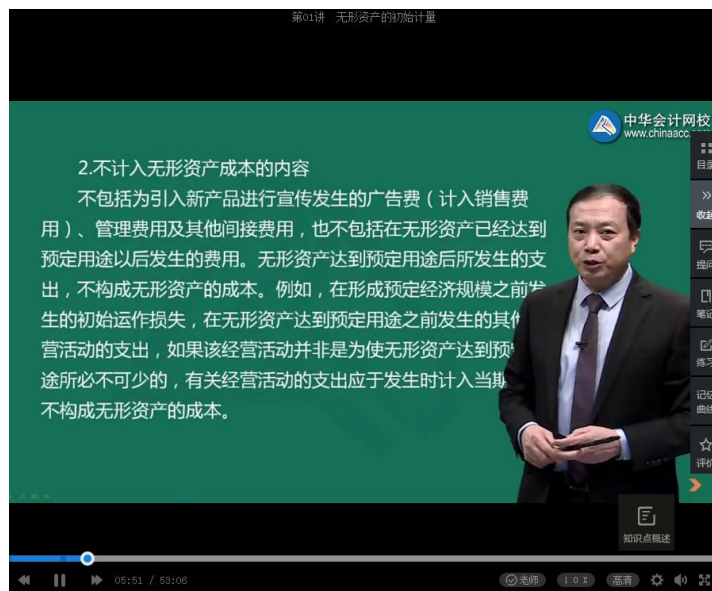 第01讲 无形资产的初始计量
中华会计网校
www.chinaacc.com
2.不计入无形资产成本的内容
不包括为引入新产品进行宣传发生的广告费（计入销售费
用）、管理费用及其他间接费用，也不包括在无形资产已经达到
预定用途以后发生的费用。无形资产达到预定用途后所发生的支
出，不构成无形资产的成本。例如，在形成预定经济规模之前发
生的初始运作损失，在无形资产达到预定用途之前发生的其他
营活动的支出，如果该经营活动并非是为使无形资产达到预
途所必不可少的，有关经营活动的支出应于发生时计入当期
不构成无形资产的成本。
目录
收起
提问
笔记
练习
记忆
曲线
评价
知识点概述
05:51 / 53:06
老师
1.0 X
高清